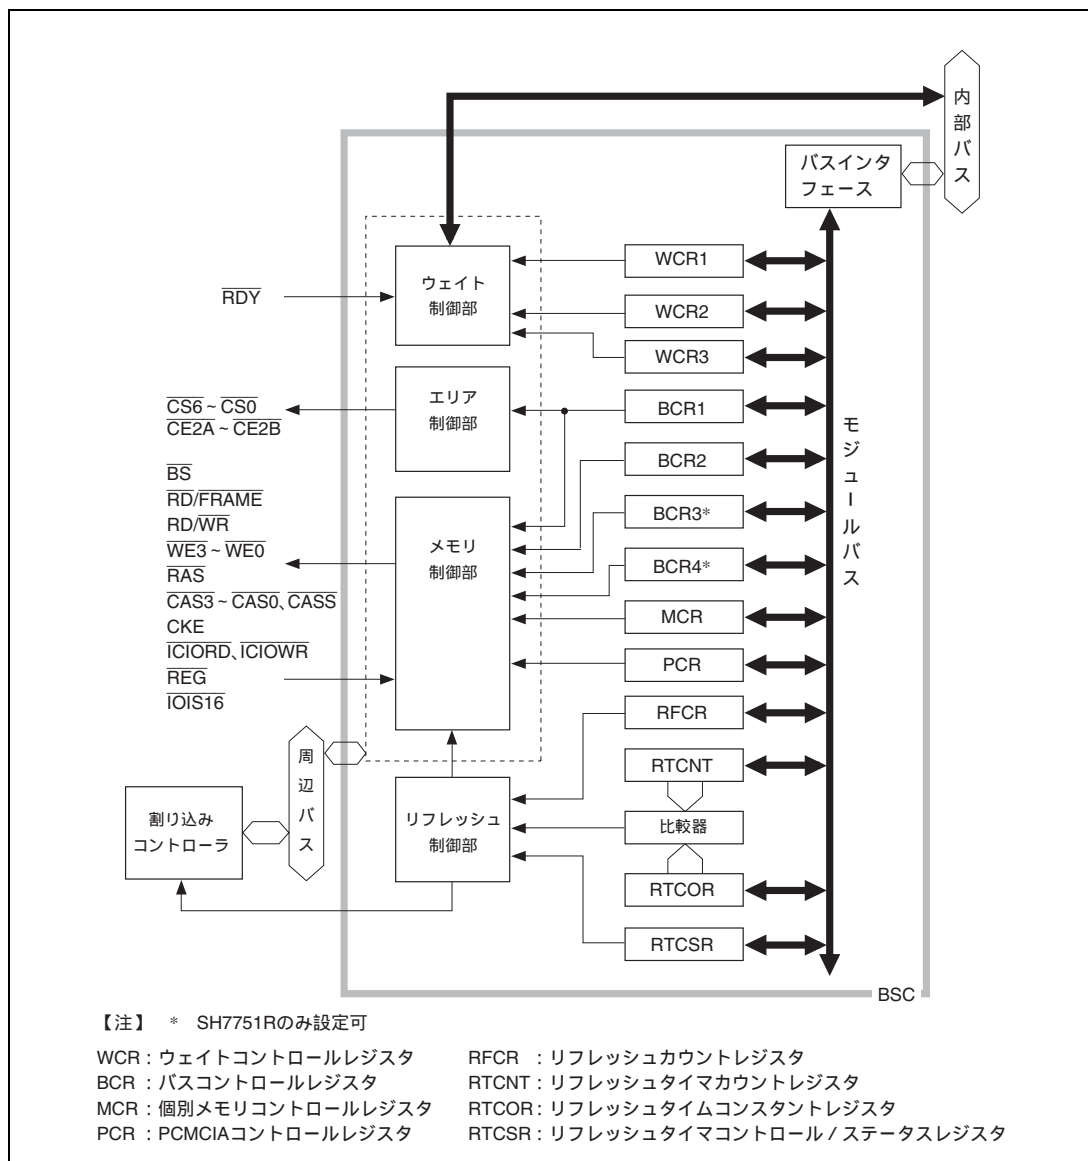 内部バス
バスインタ
フェース
ウェイト
制御部
RDY
WCR1
WCR2
WCR3
エリア
制御部
CS6 ~ CS0
CE2A ~ CE2B
BCR1
BCR2
BCR3*
BCR4*
MCR
PCR
RFCR
RTCNT
比較器
RTCOR
RTCSR
モジュールバス
BS
RD/FRAME
RD/WR
WE3 ~ WE0
RAS
CAS3 ~ CAS0、CASS
CKE
ICIORD、ICIOWR
REG
IOIS16
メモリ
制御部
周辺バス
割り込み
コントローラ
リフレッシュ
制御部
BSC
【注】 * SH7751Rのみ設定可
WCR : ウェイトコントロールレジスタ
BCR : バスコントロールレジスタ
MCR : 個別メモリコントロールレジスタ
PCR : PCMCIAコントロールレジスタ
RFCR : リフレッシュカウントレジスタ
RTCNT : リフレッシュタイマカウントレジスタ
RTCOR : リフレッシュタイムコンスタントレジスタ
RTCSR : リフレッシュタイマコントロール / ステータスレジスタ